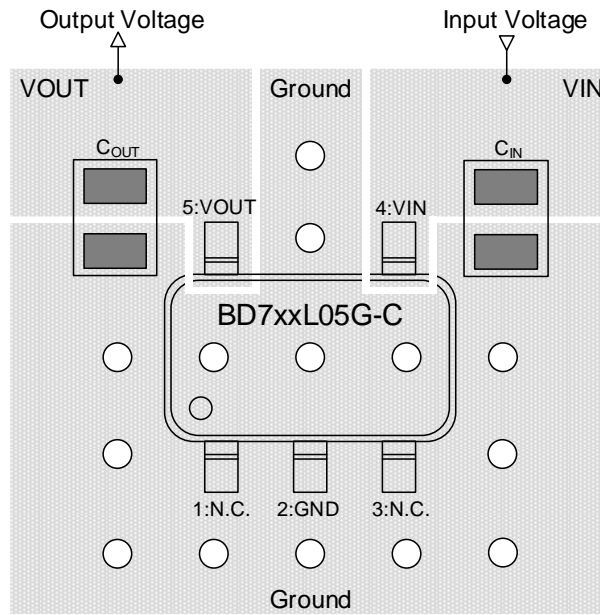 Output Voltage
Input Voltage
VOUT
Ground
VIN
COUT
CIN
5:VOUT
4:VIN
BD7xxL05G-C
1:N.C.
2:GND
3:N.C.
Ground